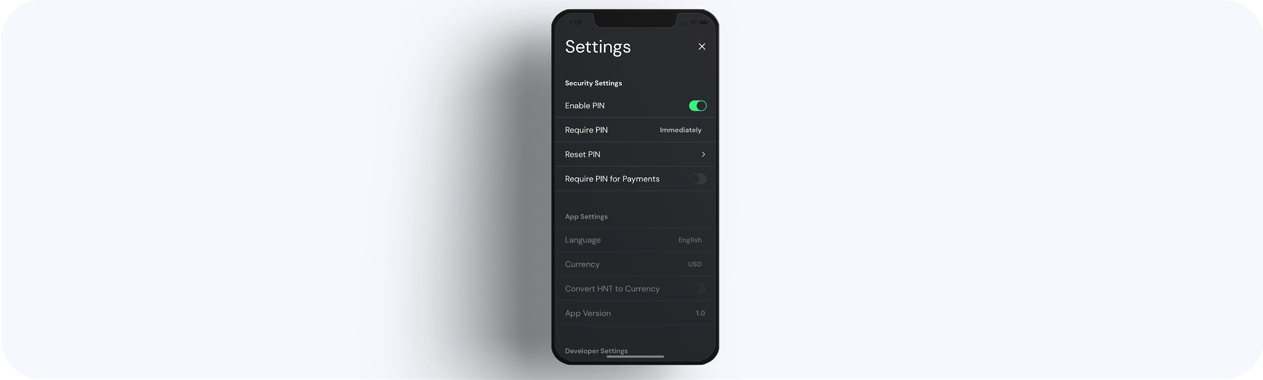 Settings
Security Settings
Enable PIN
Require PIN Immediately
Reset PIN
Require PIN for Payments
App Settings
Language English
Currency USD
Convert HNT to Currency
App Version 1.0
Developer Settings